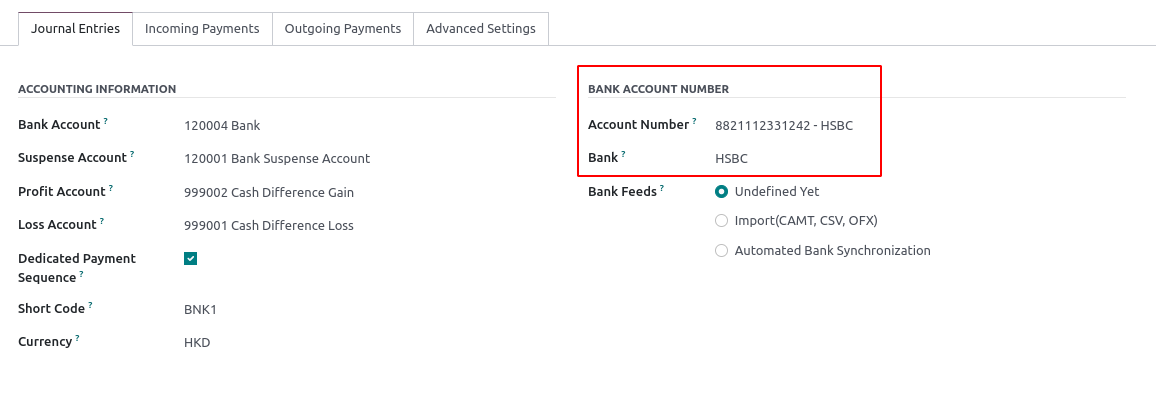 Journal Entries Incoming Payments Outgoing Payments Advanced Settings
ACCOUNTING INFORMATION
Bank Account ? 120004 Bank
Suspense Account ? 120001 Bank Suspense Account
Profit Account ? 999002 Cash Difference Gain
Loss Account ? 999001 Cash Difference Loss
Dedicated Payment
Sequence ?
Short Code ? BNK1
Currency ? HKD
BANK ACCOUNT NUMBER
Account Number ? 8821112331242 - HSBC
Bank ? HSBC
Bank Feeds ? Undefined Yet
Import(CAMT, CSV, OFX)
Automated Bank Synchronization